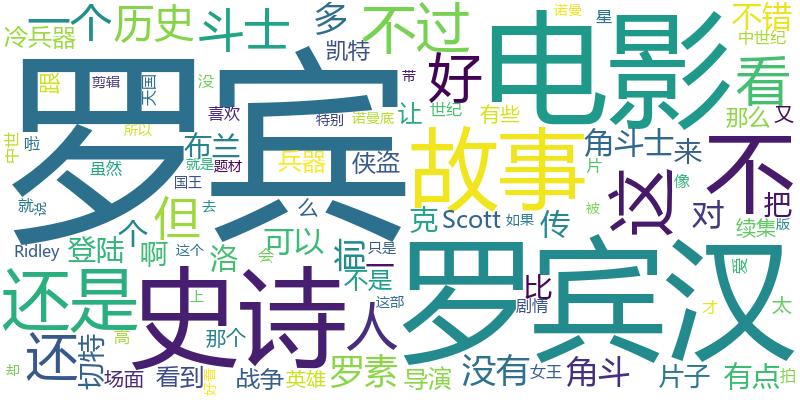 冷兵器 一个 历史 斗士 多 不过 电影 诺曼 星 不错
凯特 好 中世纪
跟 剪辑 天国 没 喜欢 带 看
罗宾 故事 让 世纪 有些 那么 又
中世 啦 所以 特别 诺曼底 角斗士 来 这 不
虽然 就是 题材 布兰 兵器 侠盗 片 像 对 把
就 说 国王 去 么 克 Scott 如果 传 被 续集 版
但 个 可以 前 一 只是
Ridley 登陆 啊 这个 洛 会 不是 这部 比 罗宾汉 爱 太
还是 史诗 上 人 剧情 才
还 切特 高 那个 罗素 没有 女王 角斗
却 场面 看到 好看 战争 英雄 导演 片子 有点 拍